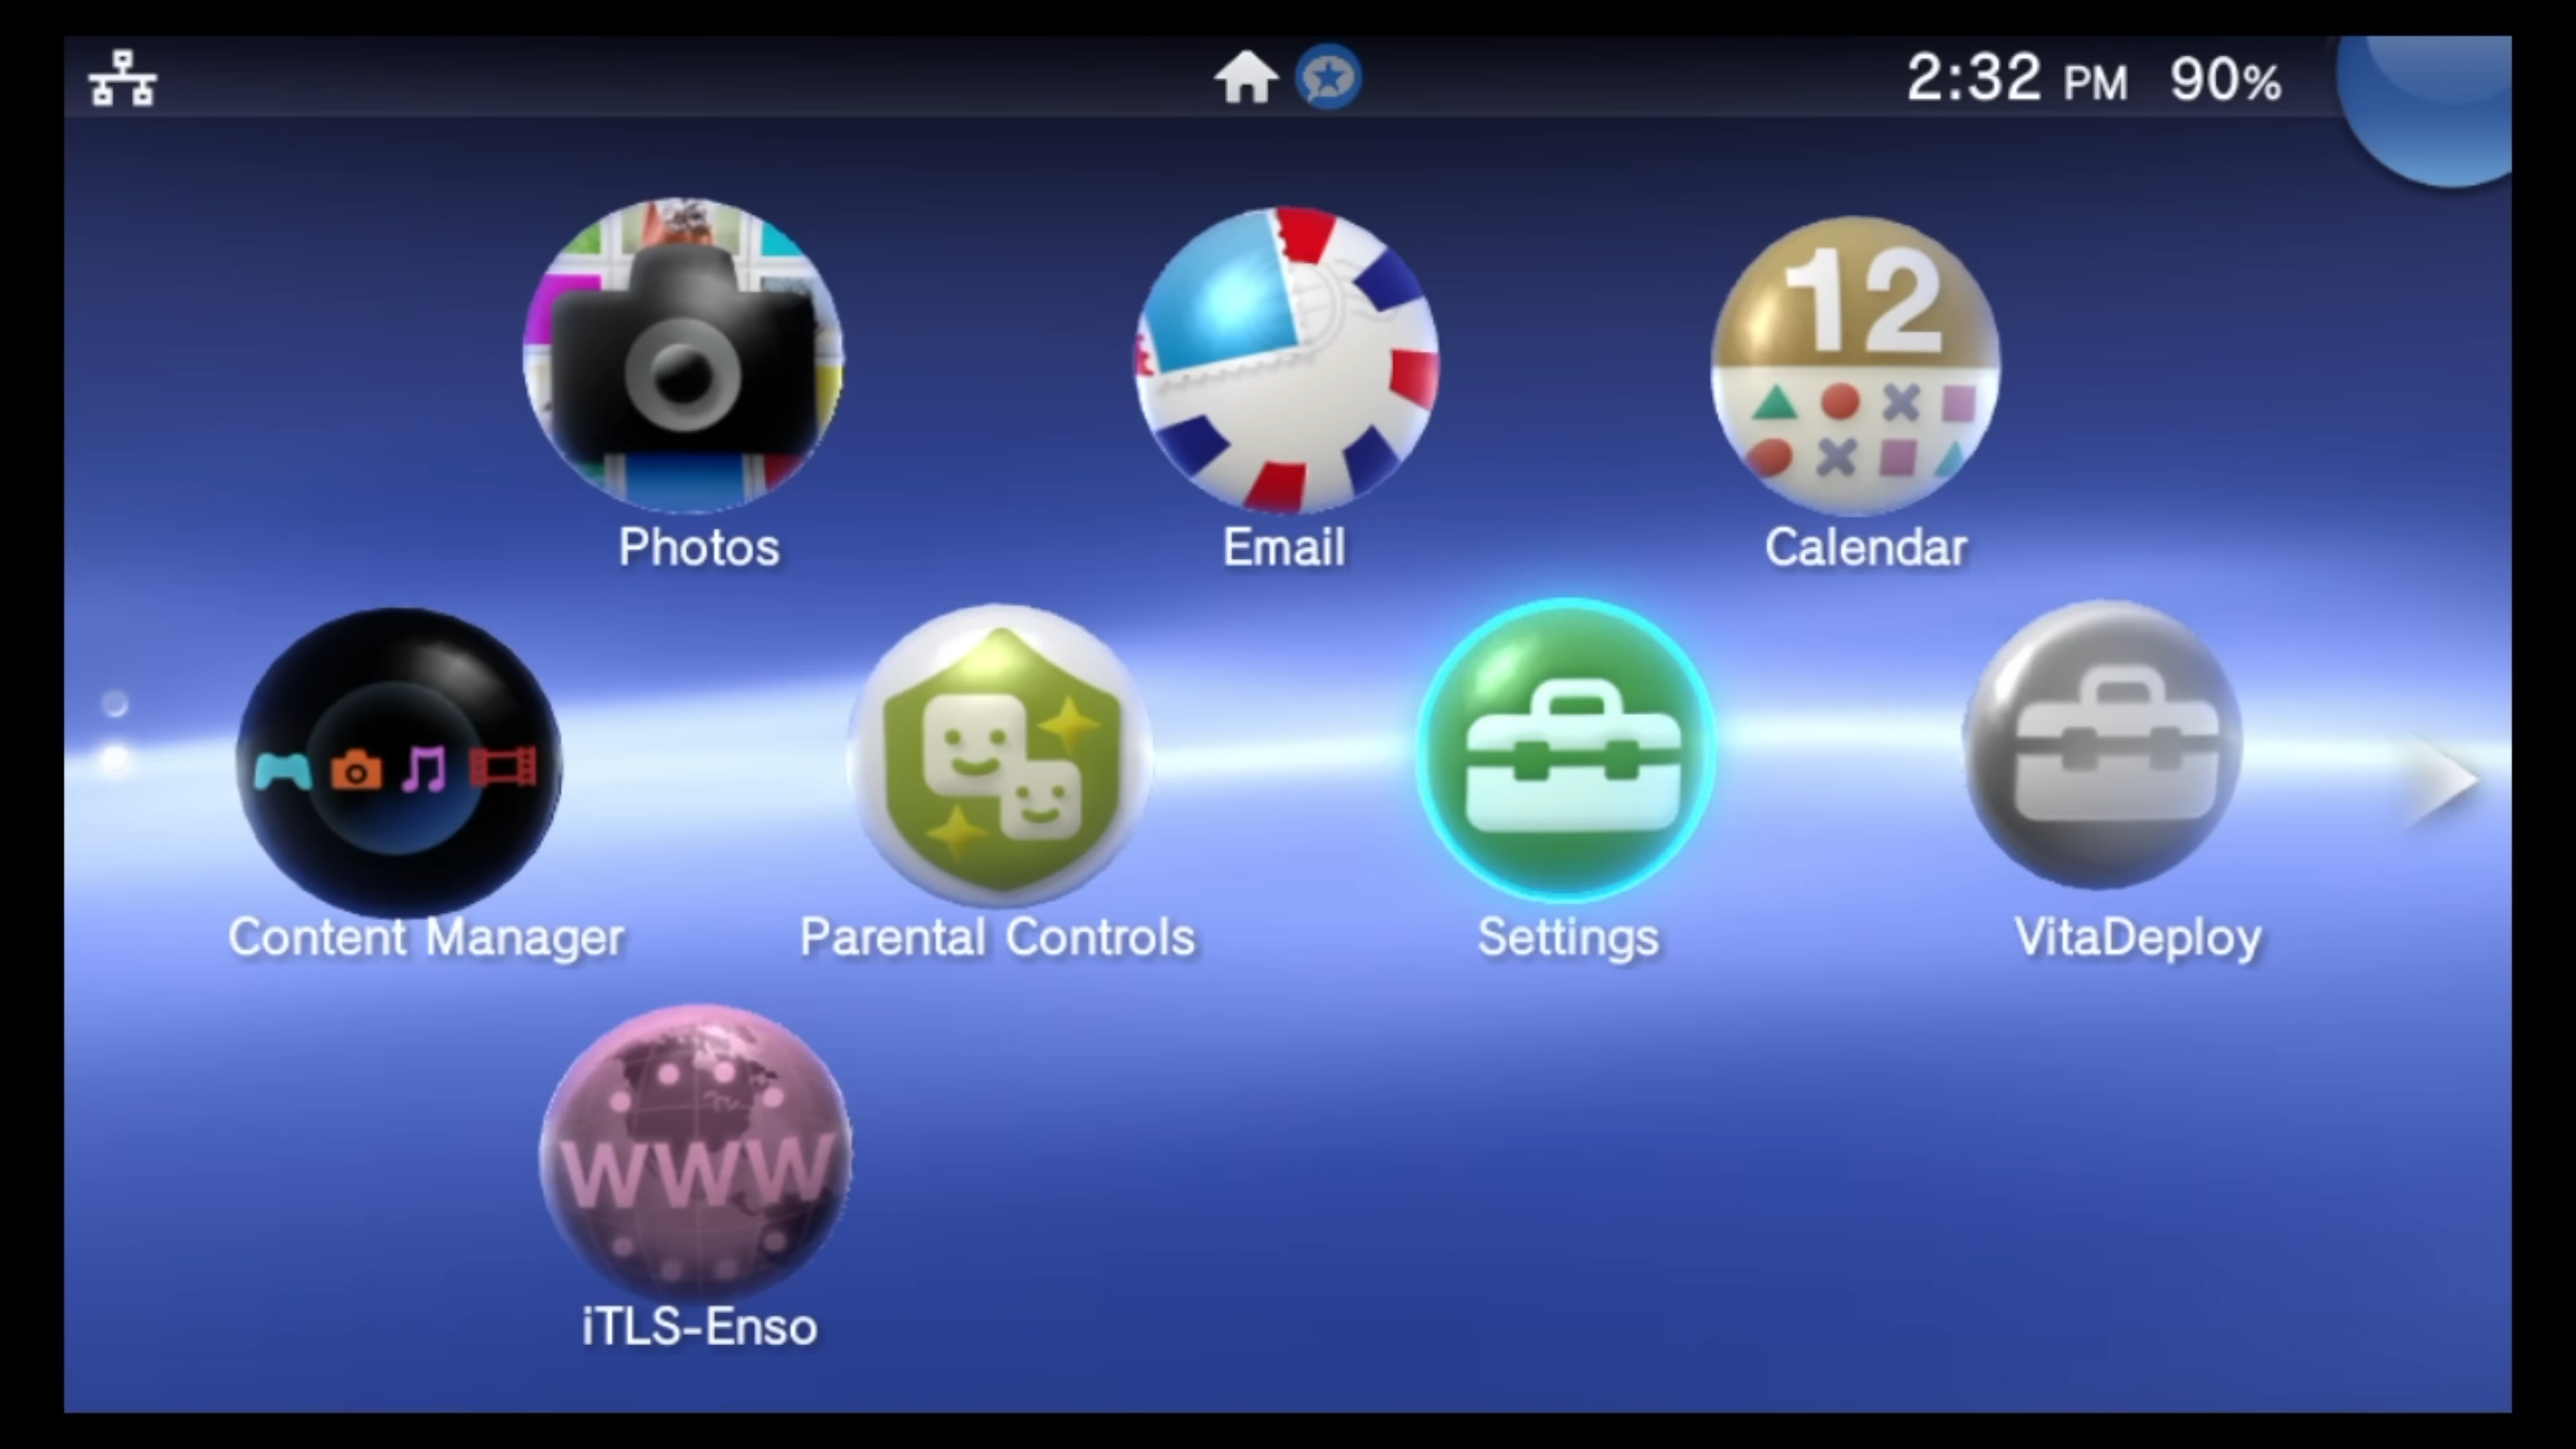 2:32 PM 90%
12
Photos
Email
Calendar
Content Manager
Parental Controls
Settings
VitaDeploy
www
iTLS-Enso